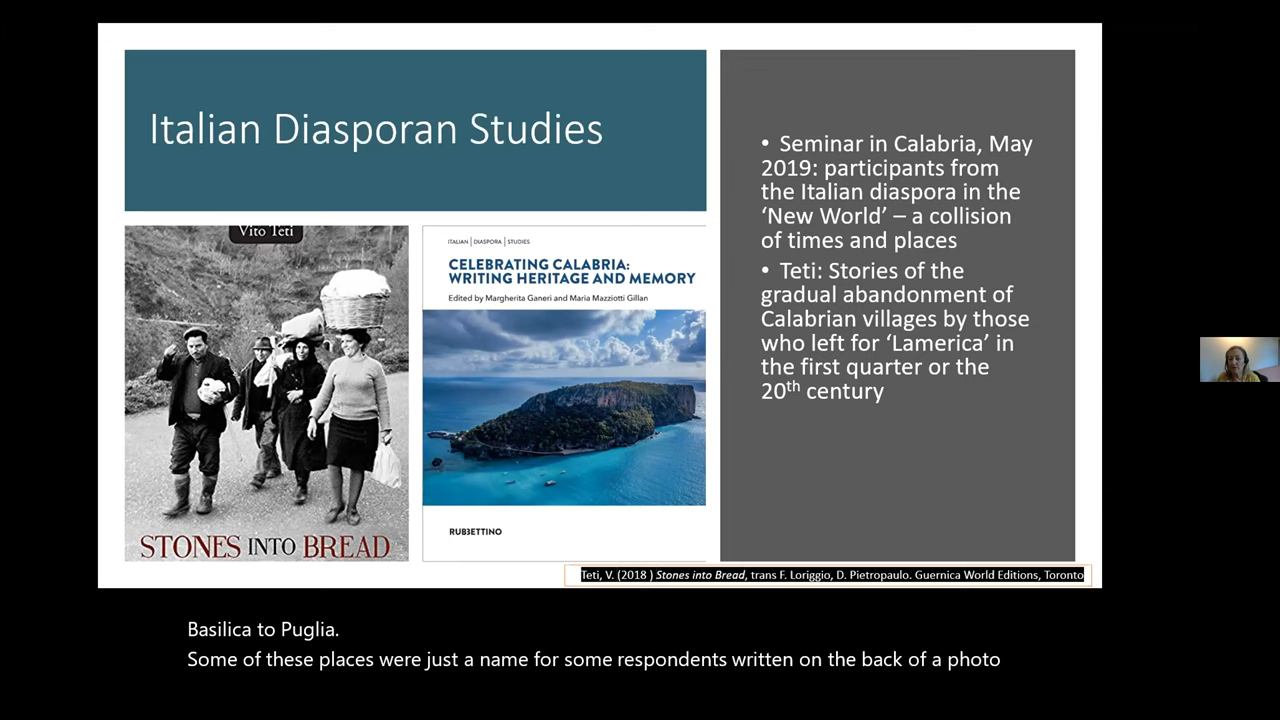 Italian Diasporan Studies
Vito Teti
STONES INTO BREAD
ITALIAN | DIASPORA | STUDIES
CELEBRATING CALABRIA:
WRITING HERITAGE AND MEMORY
Edited by Margherita Ganeri and Maria Mazziotti Gillan
RUBBETTINO
• Seminar in Calabria, May
2019: participants from
the Italian diaspora in the
‘New World’ – a collision
of times and places
• Teti: Stories of the
gradual abandonment of
Calabrian villages by those
who left for ‘Lamerica’ in
the first quarter or the
20th century
Teti, V. (2018 ) Stones into Bread, trans F. Loriggio, D. Pietropaulo. Guernica World Editions, Toronto
Basilica to Puglia.
Some of these places were just a name for some respondents written on the back of a photo